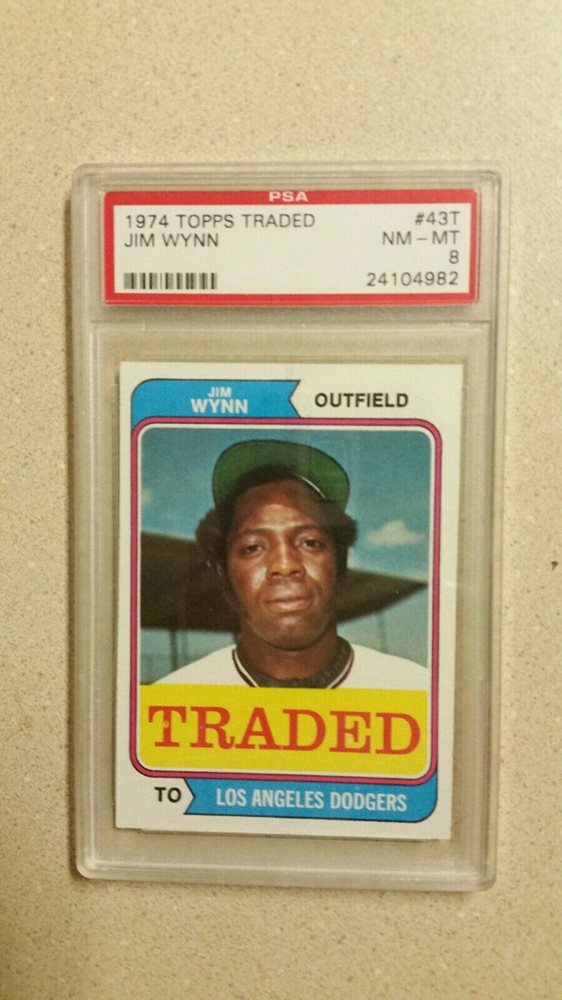 PSA
1974 TOPPS TRADED #43T
JIM WYNN NM - MT
8
24104982
JIM
WYNN
OUTFIELD
TRADED
TO LOS ANGELES DODGERS